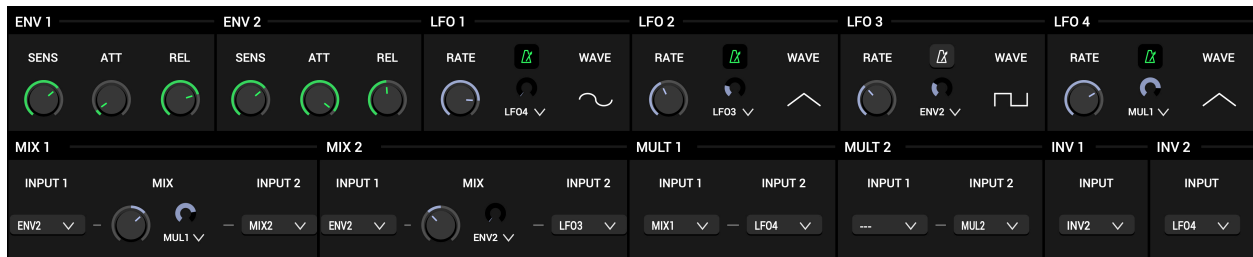 ENV 1 ENV 2 LFO 1 LFO 2 LFO 3 LFO 4
SENS ATT REL SENS ATT REL RATE WAVE RATE WAVE RATE WAVE RATE WAVE
LFO4 LFO3 ENV2 MUL1
MIX 1 MIX 2 MULT 1 MULT 2 INV 1 INV 2
INPUT 1 MIX INPUT 2 INPUT 1 MIX INPUT 2 INPUT 1 INPUT 2 INPUT 1 INPUT 2 INPUT INPUT
ENV2 MUL1 MIX2 ENV2 ENV2 LFO3 MIX1 LFO4 --- MUL2 INV2 LFO4